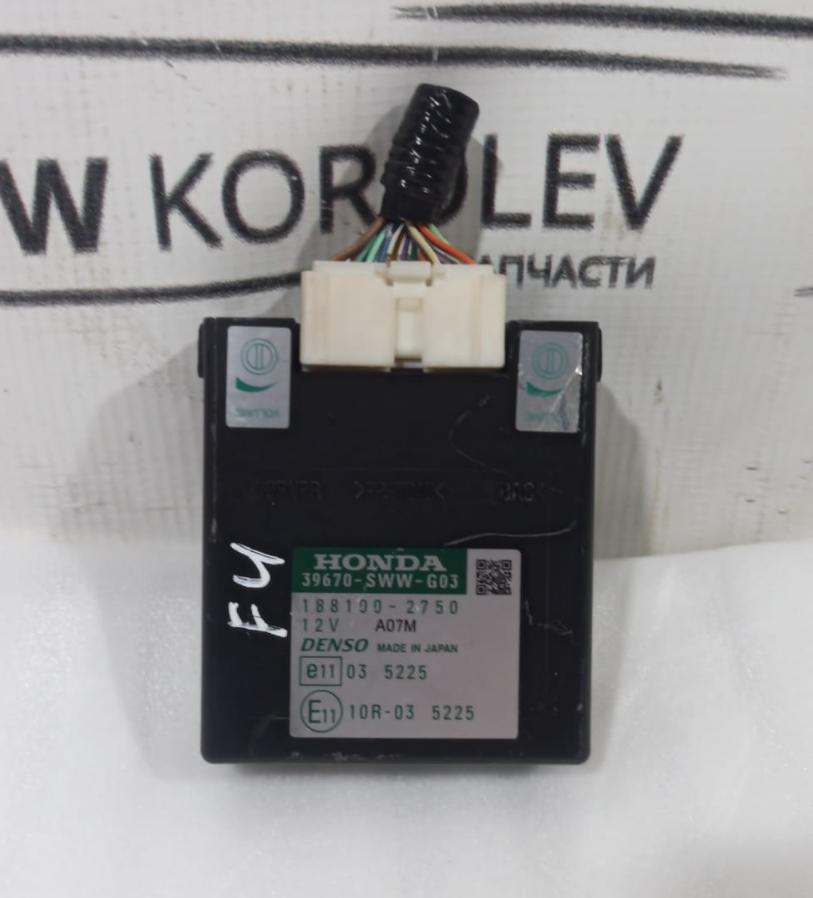 W KOROLEV
ПЧАСТИ
HONDA
39670-SWW-G03
188100-2750
12V A07M
DENSO MADE IN JAPAN
e11 03 5225
E11 10R-03 5225
F4